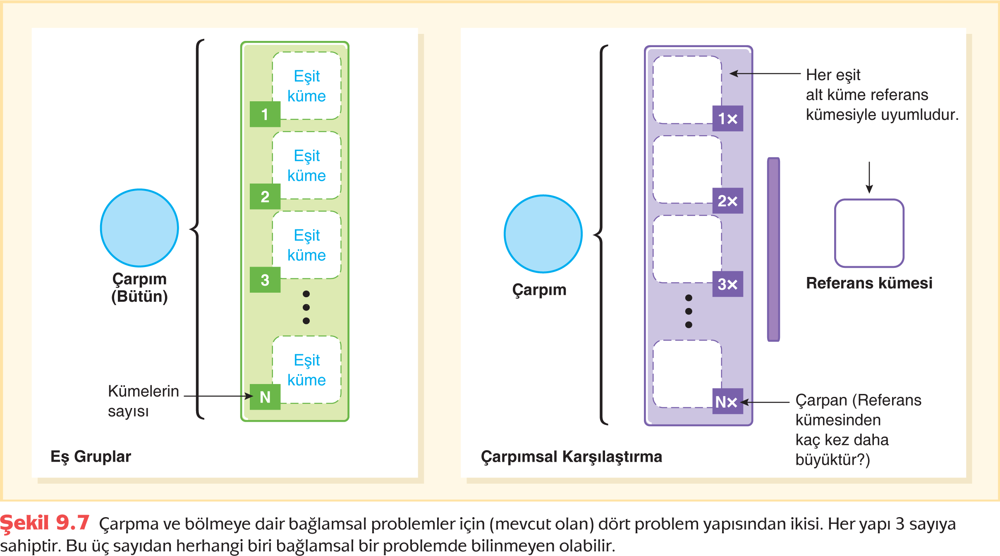 Eşit
küme
1
Eşit
küme
2
Eşit
küme
3
Eşit
küme
N
Çarpım
(Bütün)
Kümelerin
sayısı
Eş Gruplar
1×
2×
3×
N×
Her eşit
alt küme referans
kümesiyle uyumludur.
Çarpım
Referans kümesi
Çarpan (Referans
kümesinden
kaç kez daha
büyüktür?)
Çarpımsal Karşılaştırma
Şekil 9.7 Çarpma ve bölmeye dair bağlamsal problemler için (mevcut olan) dört problem yapısından ikisi. Her yapı 3 sayıya
sahiptir. Bu üç sayıdan herhangi biri bağlamsal bir problemde bilinmeyen olabilir.